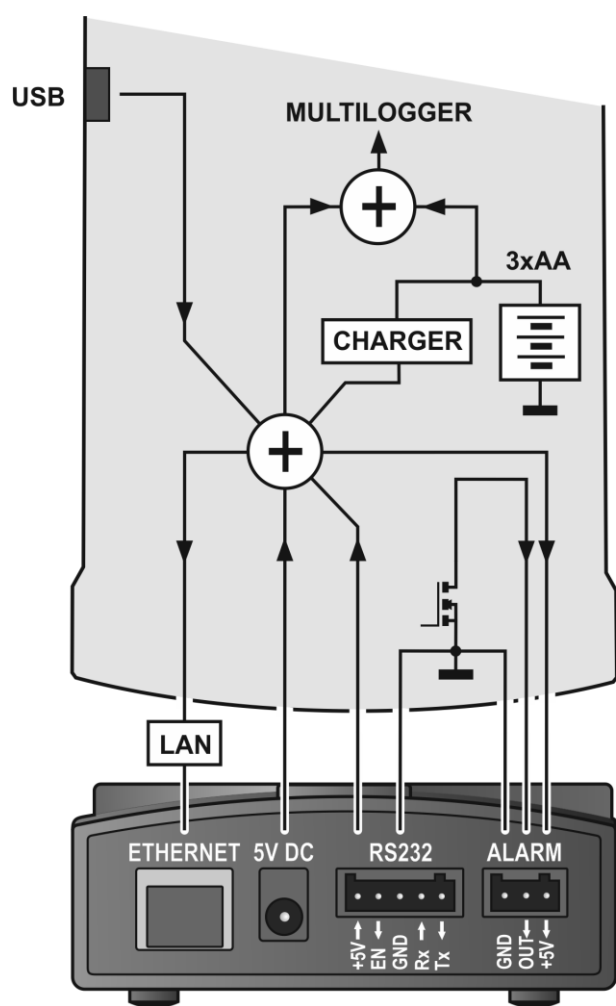 USB
MULTILOGGER
3xAA
CHARGER
LAN
ETHERNET 5V DC RS232 ALARM
+5V
EN
GND
Rx
Tx
GND
OUT
+5V